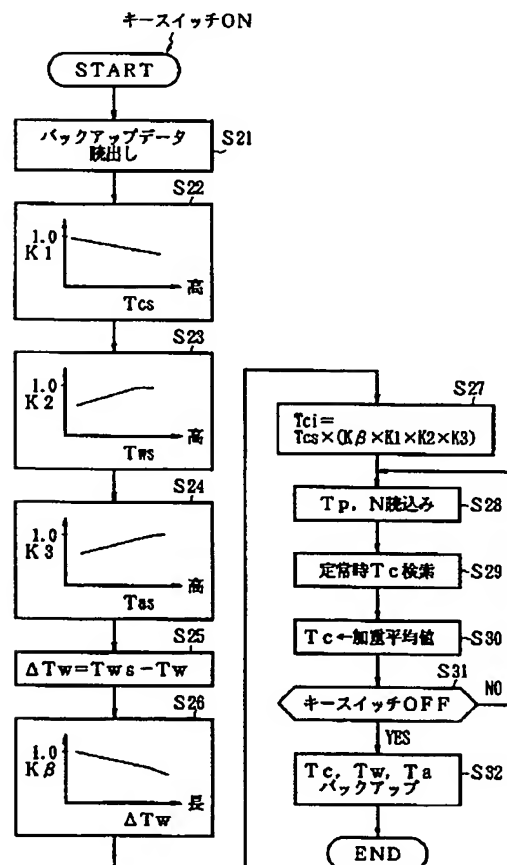 キースイッチON
START
バックアップデータ
読出し
S21
S22
1.0
K1
Tcs
高
S23
1.0
K2
Tws
高
S24
1.0
K3
Tas
高
S25
ΔTw=Tws-Tw
S26
1.0
Kβ
ΔTw
長
S27
Tci=
Tcs×(Kβ×K1×K2×K3)
Tp, N読込み
S28
定常時Tc検索
S29
Tc←加重平均値
S30
S31
キースイッチOFF
NO
YES
Tc, Tw, Ta
バックアップ
S32
END